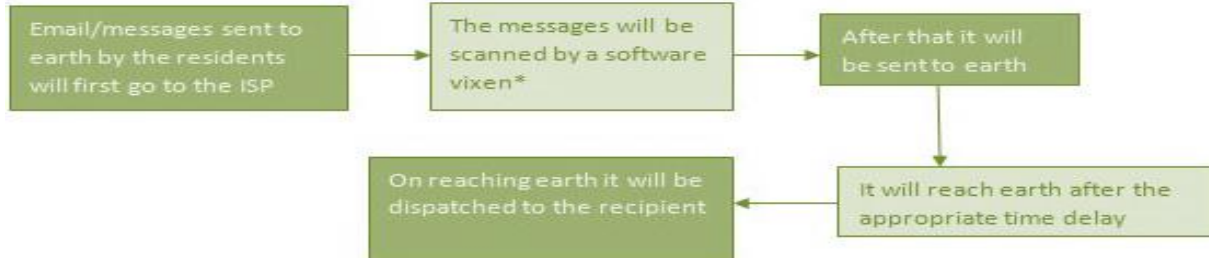 Email/messages sent to
earth by the residents
will first go to the ISP
The messages will be
scanned by a software
vixen*
After that it will
be sent to earth
It will reach earth after the
appropriate time delay
On reaching earth it will be
dispatched to the recipient